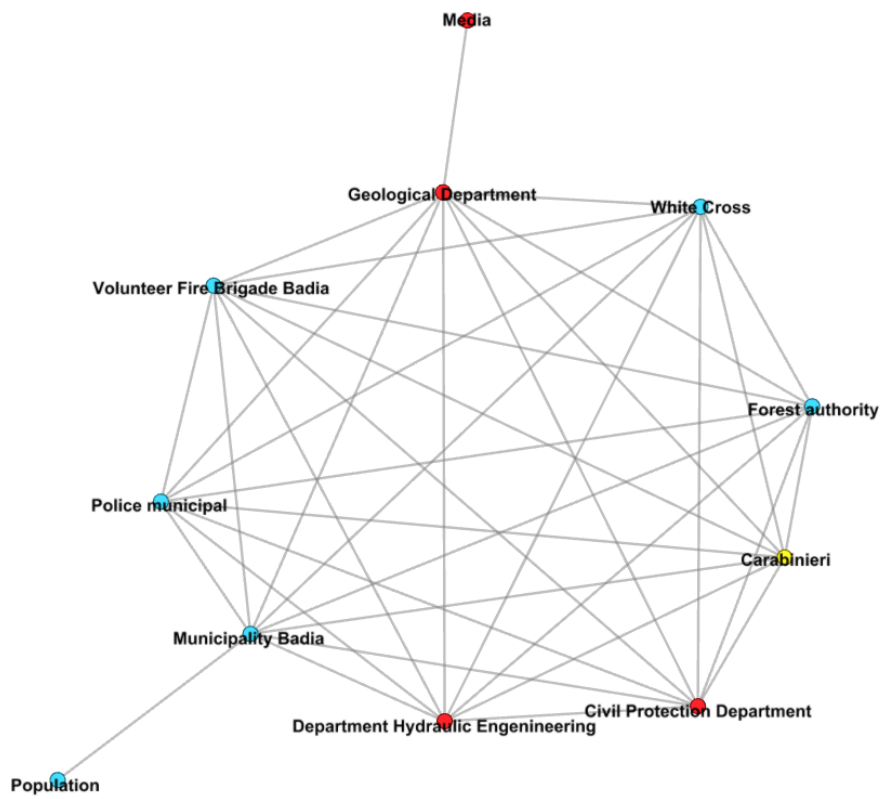 Media
Geological Department
White Cross
Volunteer Fire Brigade Badia
Forest authority
Police municipal
Carabinieri
Municipality Badia
Civil Protection Department
Department Hydraulic Engenineering
Population